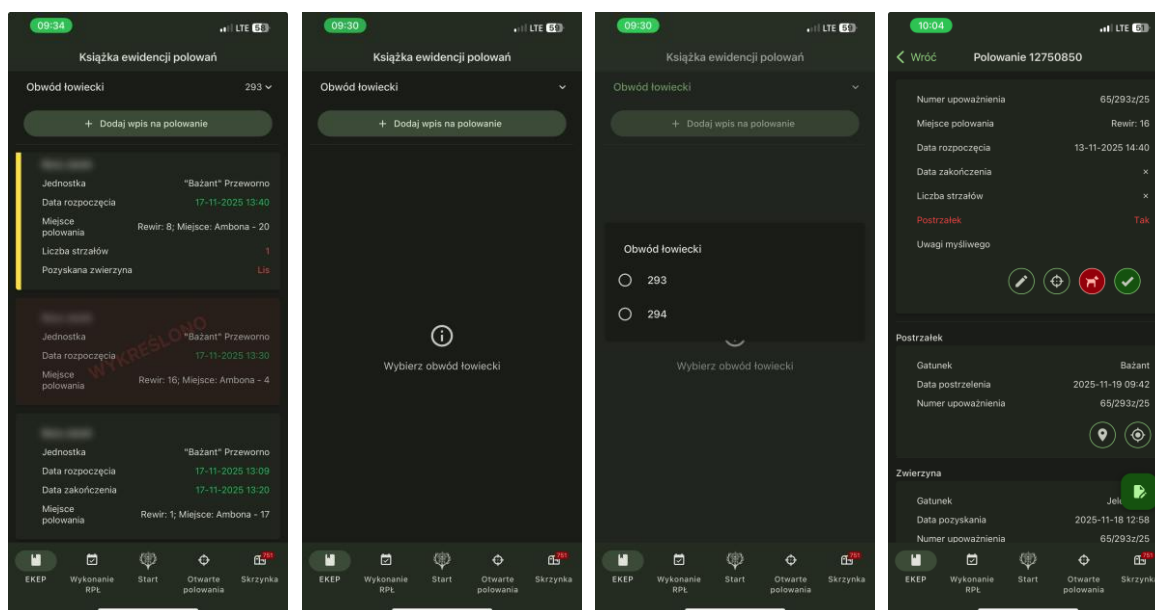 09:34
LTE 58
Książka ewidencji polowań
Obwód łowiecki 293
+ Dodaj wpis na polowanie
Jednostka "Bażant" Przeworno
Data rozpoczęcia 17-11-2025 13:40
Miejsce polowania Rewir: 8; Miejsce: Ambona - 20
Liczba strzałów 1
Pozyskana zwierzyna Lis
WYKREŚLONO
Jednostka "Bażant" Przeworno
Data rozpoczęcia 17-11-2025 13:30
Miejsce polowania Rewir: 16; Miejsce: Ambona - 4
Jednostka "Bażant" Przeworno
Data rozpoczęcia 17-11-2025 13:09
Data zakończenia 17-11-2025 13:20
Miejsce polowania Rewir: 1; Miejsce: Ambona - 17
751
EKEP Wykonanie RPŁ Start Otwarte polowania Skrzynka
09:30
LTE 59
Książka ewidencji polowań
Obwód łowiecki
+ Dodaj wpis na polowanie
Wybierz obwód łowiecki
751
EKEP Wykonanie RPŁ Start Otwarte polowania Skrzynka
09:30
LTE 59
Książka ewidencji polowań
Obwód łowiecki
+ Dodaj wpis na polowanie
Obwód łowiecki
293
294
Wybierz obwód łowiecki
751
EKEP Wykonanie RPŁ Start Otwarte polowania Skrzynka
10:04
LTE
Wróć Polowanie 12750850
Numer upoważnienia 65/293z/25
Miejsce polowania Rewir: 16
Data rozpoczęcia 13-11-2025 14:40
Data zakończenia ×
Liczba strzałów ×
Postrzałek Tak
Uwagi myśliwego
Postrzałek
Gatunek Bażant
Data postrzelenia 2025-11-19 09:42
Numer upoważnienia 65/293z/25
Zwierzyna
Gatunek
Data pozyskania 2025-11-18 12:58
Numer upoważnienia 65/293z/25
751
EKEP Wykonanie RPŁ Start Otwarte polowania Skrzynka